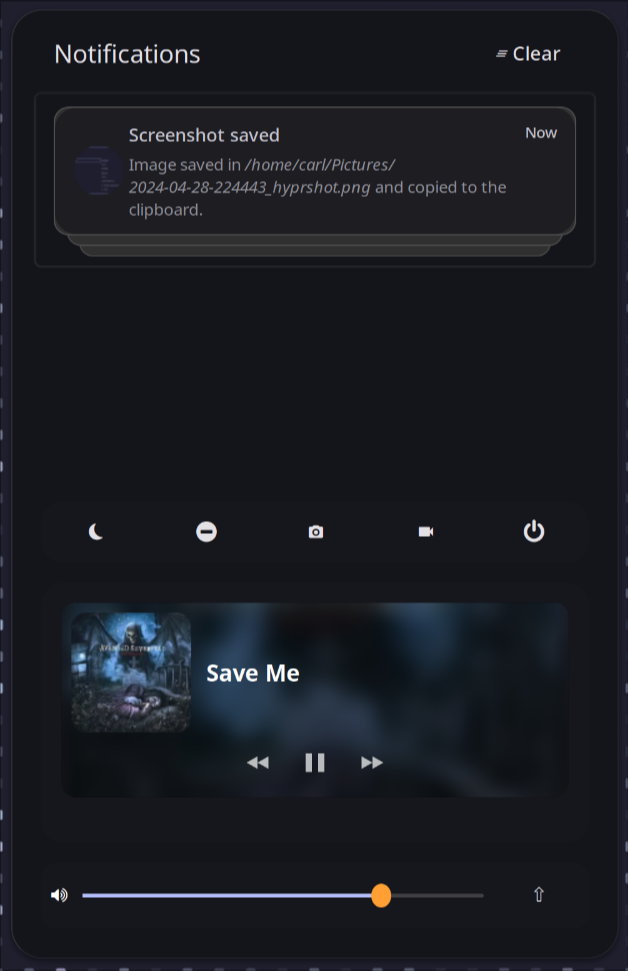 Notifications
Clear
Screenshot saved
Now
Image saved in /home/carl/Pictures/
2024-04-28-224443_hyprshot.png and copied to the
clipboard.
Save Me